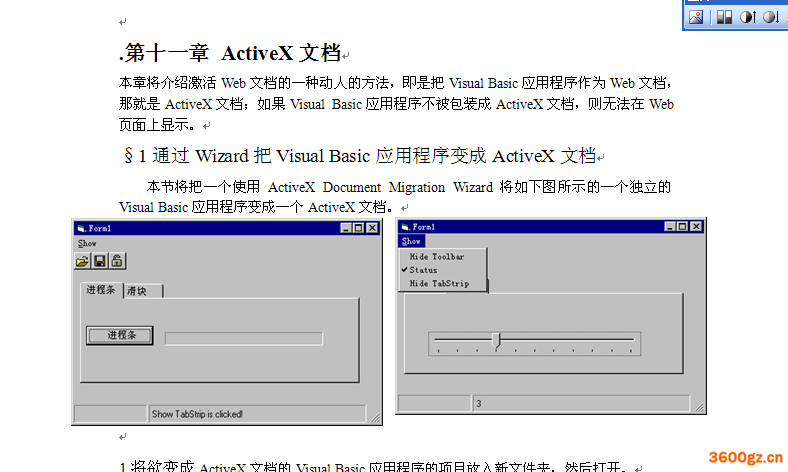 .第十一章 ActiveX 文档
本章将介绍激活 Web 文档的一种动人的方法，即是把 Visual Basic 应用程序作为 Web 文档，
那就是 ActiveX 文档；如果 Visual Basic 应用程序不被包装成 ActiveX 文档，则无法在 Web
页面上显示。
§1 通过 Wizard 把 Visual Basic 应用程序变成 ActiveX 文档
本节将把一个使用 ActiveX Document Migration Wizard 将如下图所示的一个独立的
Visual Basic 应用程序变成一个 ActiveX 文档。
Form1
Show
进程条 滑块
进程条
Show TabStrip is clicked!
Form1
Show
Hide Toolbar
Status
Hide TabStrip
3
1 将欲变成 ActiveX 文档的 Visual Basic 应用程序的项目放入新文件夹，然后打开。
3600gz.cn